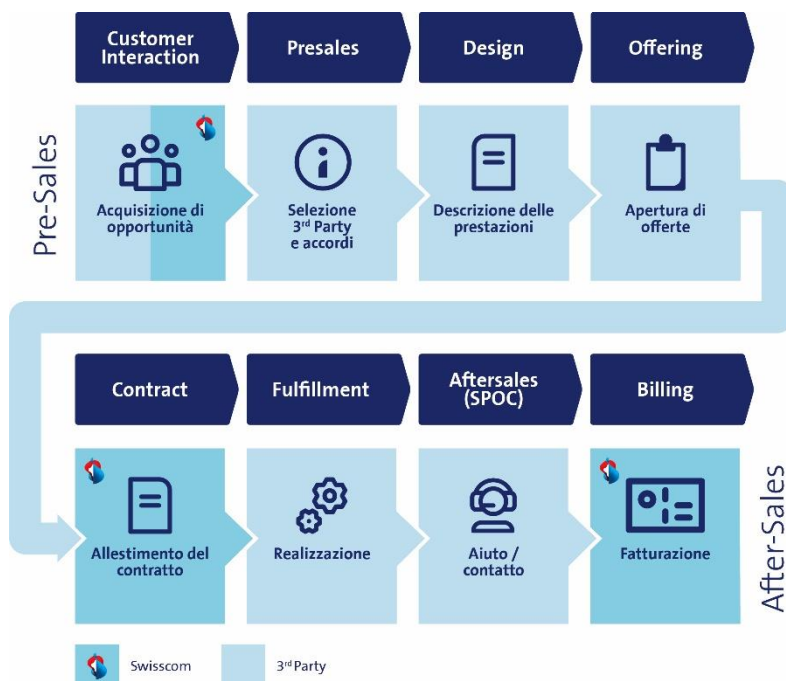 Customer
Interaction
Presales
Design
Offering
Pre-Sales
Acquisizione di
opportunità
Selezione
3rd Party
e accordi
Descrizione delle
prestazioni
Apertura di
offerte
Contract
Fulfillment
Aftersales
(SPOC)
Billing
Allestimento del
contratto
Realizzazione
Aiuto /
contatto
Fatturazione
After-Sales
Swisscom
3rd Party